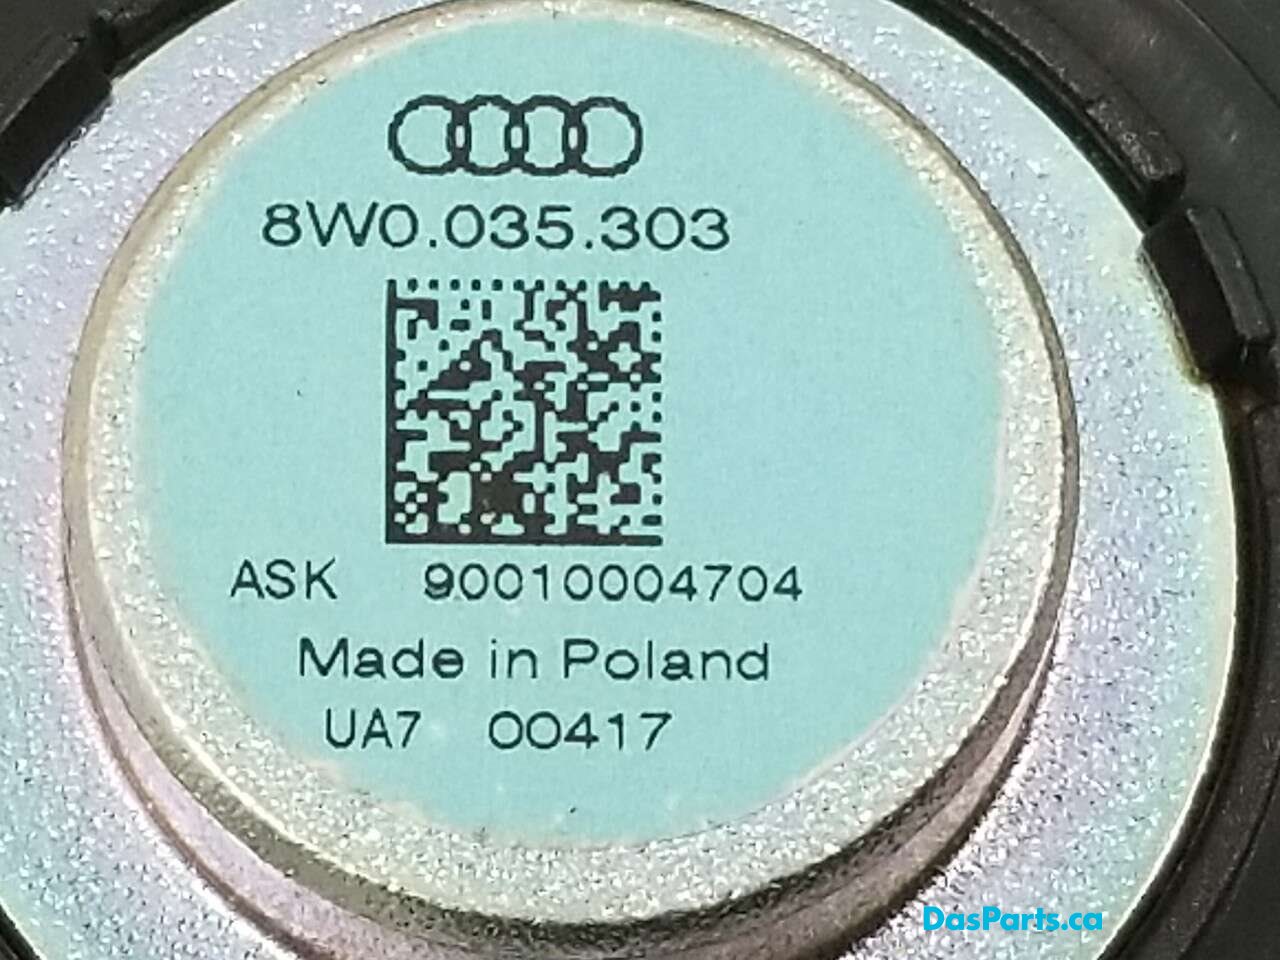 8W0.035.303
ASK 90010004704
Made in Poland
UA7 00417
DasParts.ca